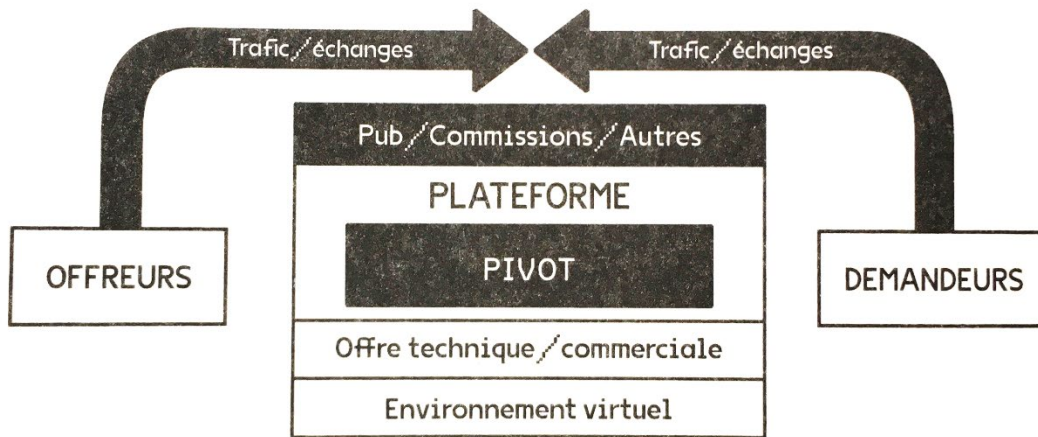 Trafic/échanges
Trafic/échanges
Pub/Commissions/Autres
PLATEFORME
OFFREURS
PIVOT
DEMANDEURS
Offre technique/commerciale
Environnement virtuel